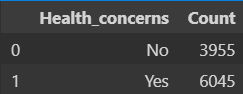 Health_concerns Count
0 No 3955
1 Yes 6045